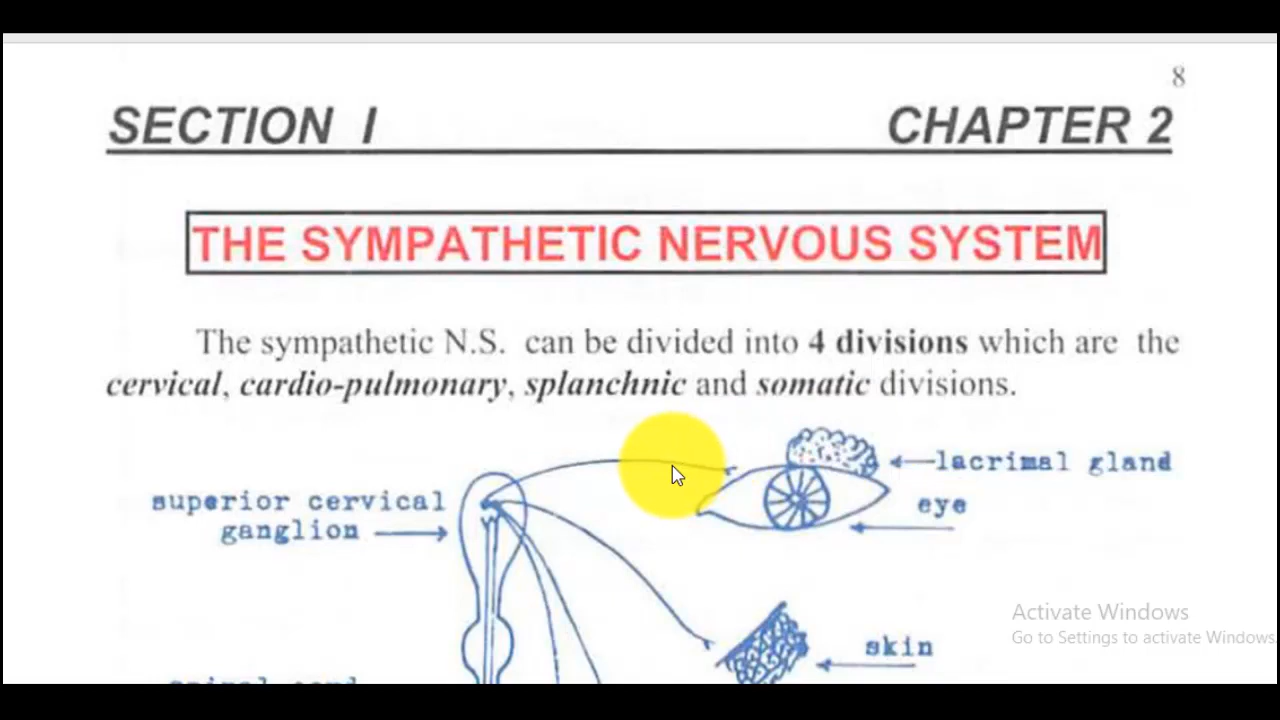 8
SECTION I CHAPTER 2
THE SYMPATHETIC NERVOUS SYSTEM
The sympathetic N.S. can be divided into 4 divisions which are the
cervical, cardio-pulmonary, splanchnic and somatic divisions.
lacrimal gland
superior cervical
ganglion
eye
Activate Windows
Go to Settings to activate Windows
skin